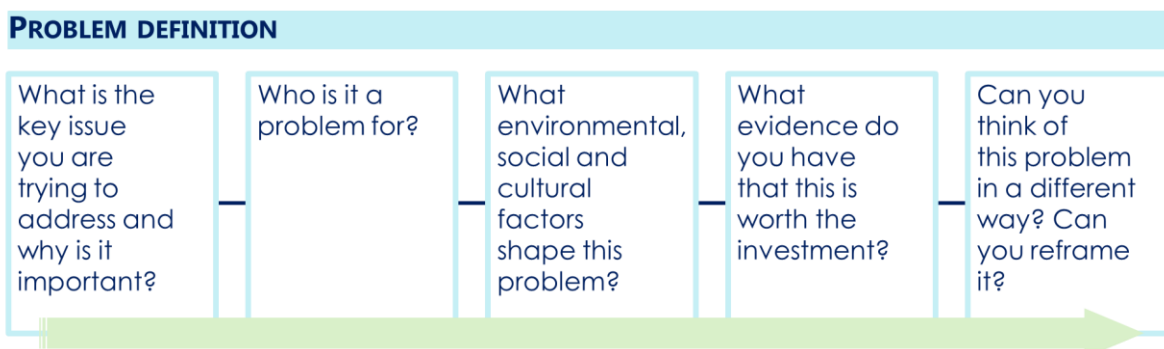 PROBLEM DEFINITION
What is the
key issue
you are
trying to
address and
why is it
important?
Who is it a
problem for?
What
environmental,
social and
cultural
factors
shape this
problem?
What
evidence do
you have
that this is
worth the
investment?
Can you
think of
this problem
in a different
way? Can
you reframe
it?